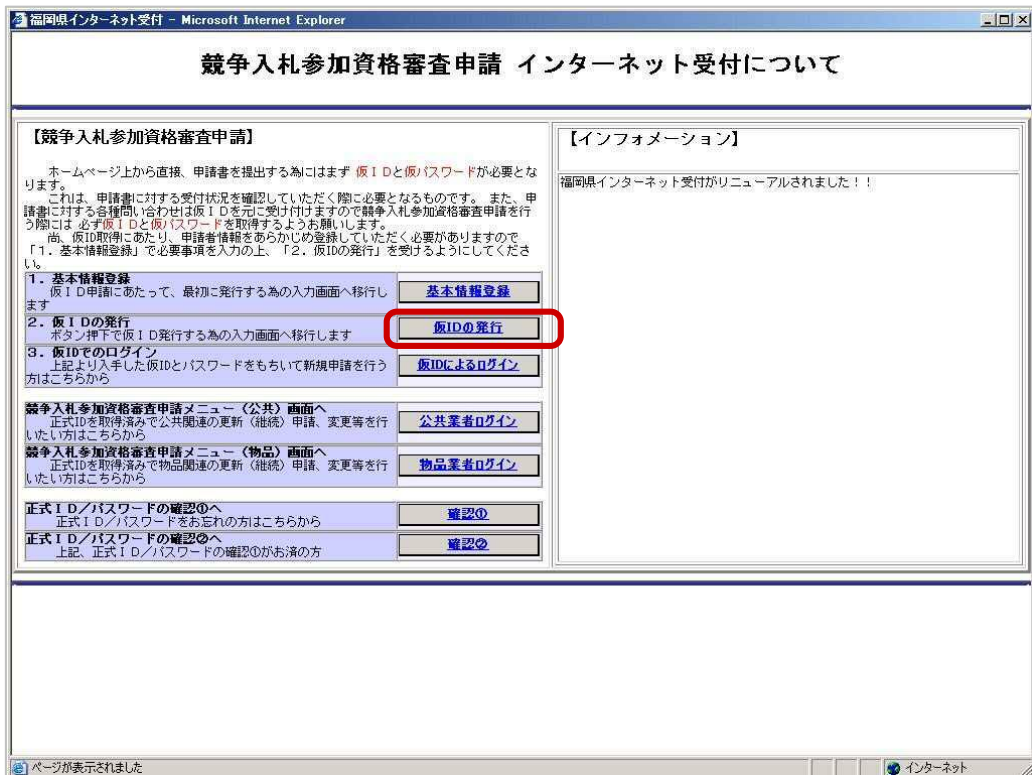 福岡県インターネット受付 - Microsoft Internet Explorer
競争入札参加資格審査申請 インターネット受付について
【競争入札参加資格審査申請】
ホームページ上から直接、申請書を提出する為にはまず 仮ＩＤと仮パスワードが必要とな
ります。
これは、申請書に対する受付状況を確認していただく際に必要となるものです。 また、申
請書に対する各種問い合わせは仮ＩＤを元に受け付けますので競争入札参加資格審査申請を行
う際には 必ず仮ＩＤと仮パスワードを取得するようお願いします。
尚、仮ID取得にあたり、申請者情報をあらかじめ登録していただく必要がありますので
「１．基本情報登録」で必要事項を入力の上、「２．仮IDの発行」を受けるようにしてくださ
い。
１．基本情報登録
仮ＩＤ申請にあたって、最初に発行する為の入力画面へ移行し
ます
基本情報登録
２．仮ＩＤの発行
ボタン押下で仮ＩＤ発行する為の入力画面へ移行します
仮IDの発行
３．仮IDでのログイン
上記より入手した仮IDとパスワードをもちいて新規申請を行う
方はこちらから
仮IDによるログイン
競争入札参加資格審査申請メニュー（公共）画面へ
正式IDを取得済みで公共関連の更新（継続）申請、変更等を行
いたい方はこちらから
公共業者ログイン
競争入札参加資格審査申請メニュー（物品）画面へ
正式IDを取得済みで物品関連の更新（継続）申請、変更等を行
いたい方はこちらから
物品業者ログイン
正式ＩＤ／パスワードの確認①へ
正式ＩＤ／パスワードをお忘れの方はこちらから
確認①
正式ＩＤ／パスワードの確認②へ
上記、正式ＩＤ／パスワードの確認①がお済の方
確認②
【インフォメーション】
福岡県インターネット受付がリニューアルされました！！
ページが表示されました
インターネット